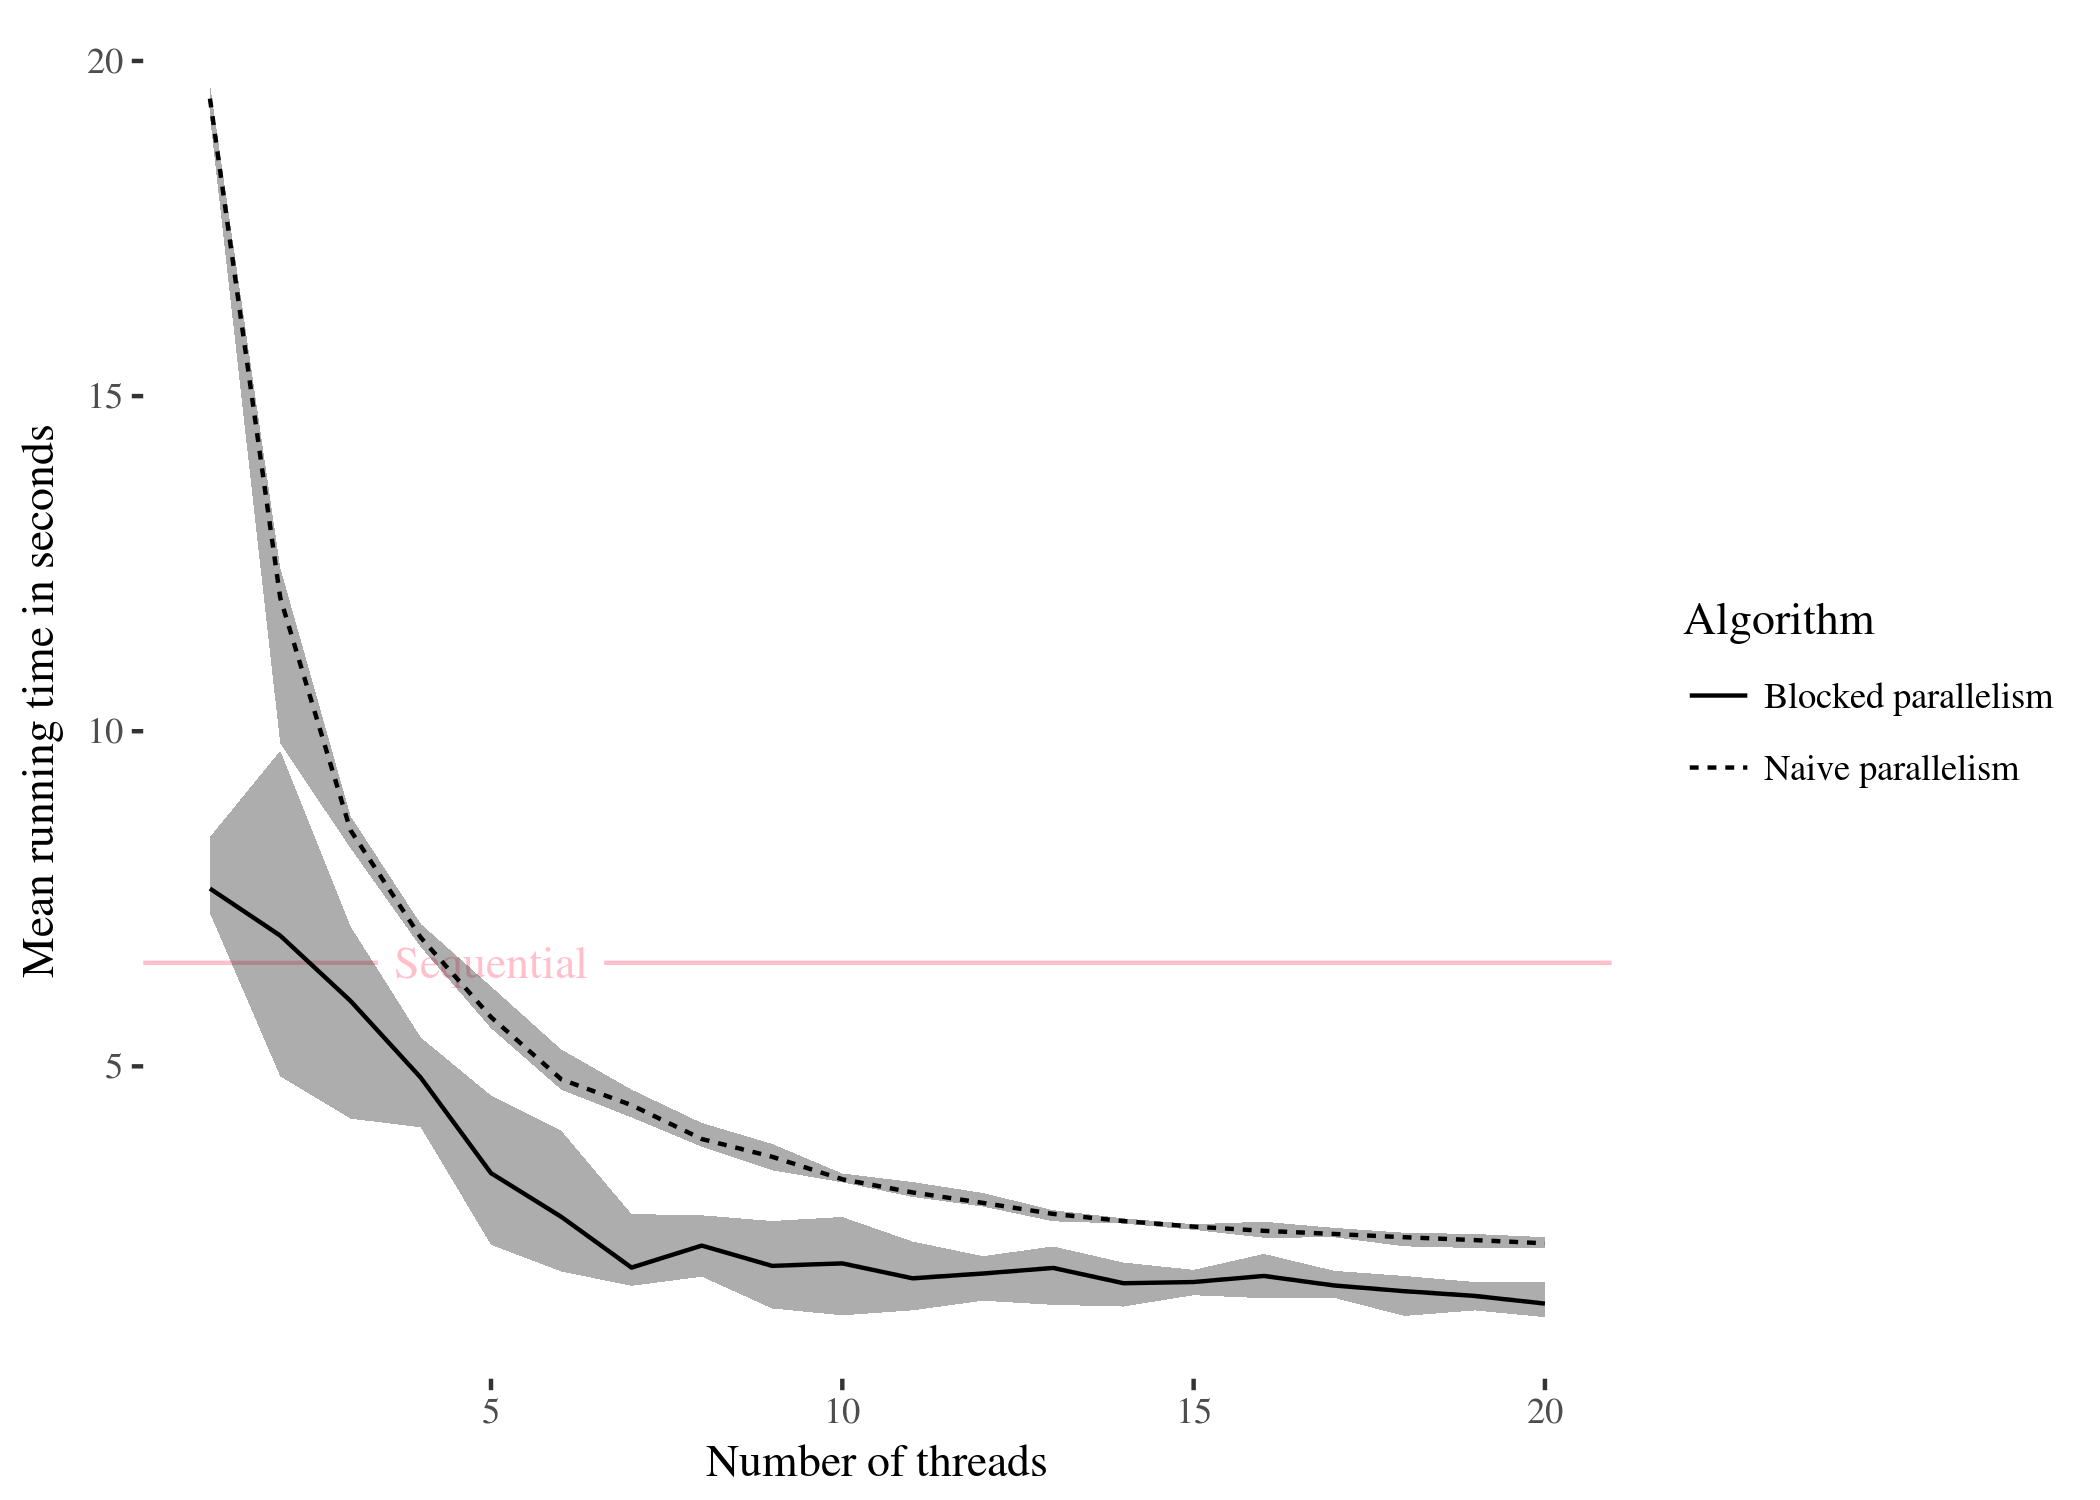 20
15
10
5
Mean running time in seconds
Sequential
5
10
15
20
Number of threads
Algorithm
Blocked parallelism
Naive parallelism